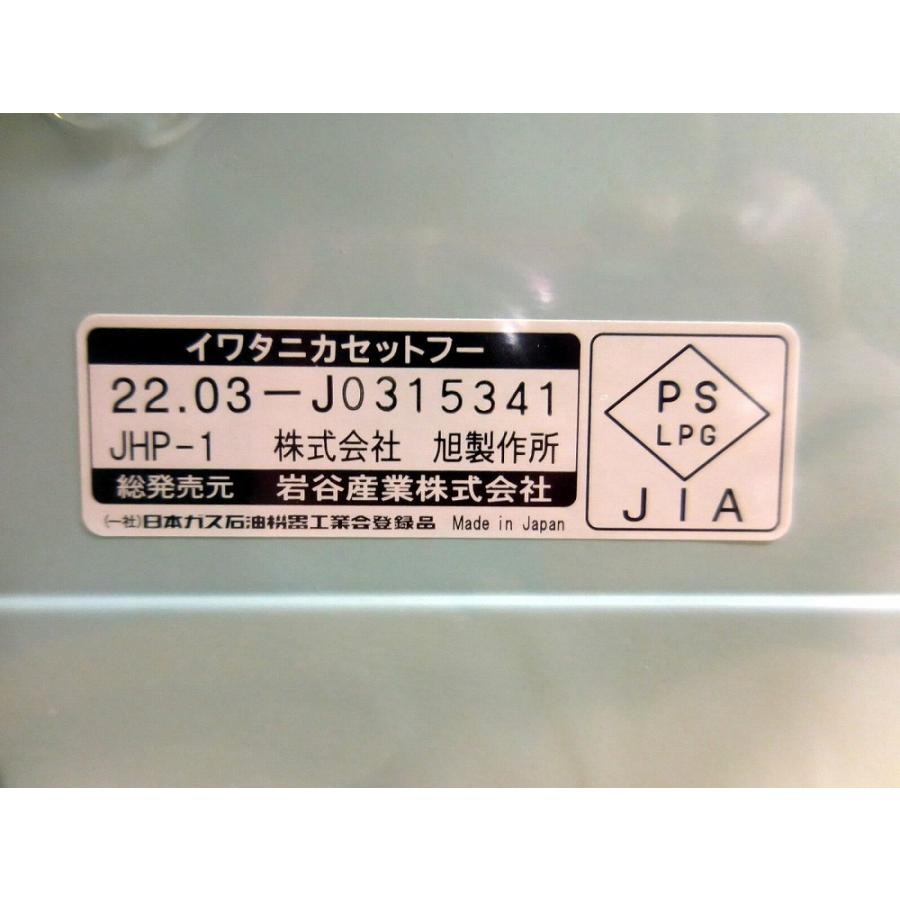 イワタニカセットフー
22.03-J0315341
JHP-1 株式会社 旭製作所
総発売元 岩谷産業株式会社
(一社)日本ガス石油機器工業会登録品 Made in Japan
PS
LPG
JIA